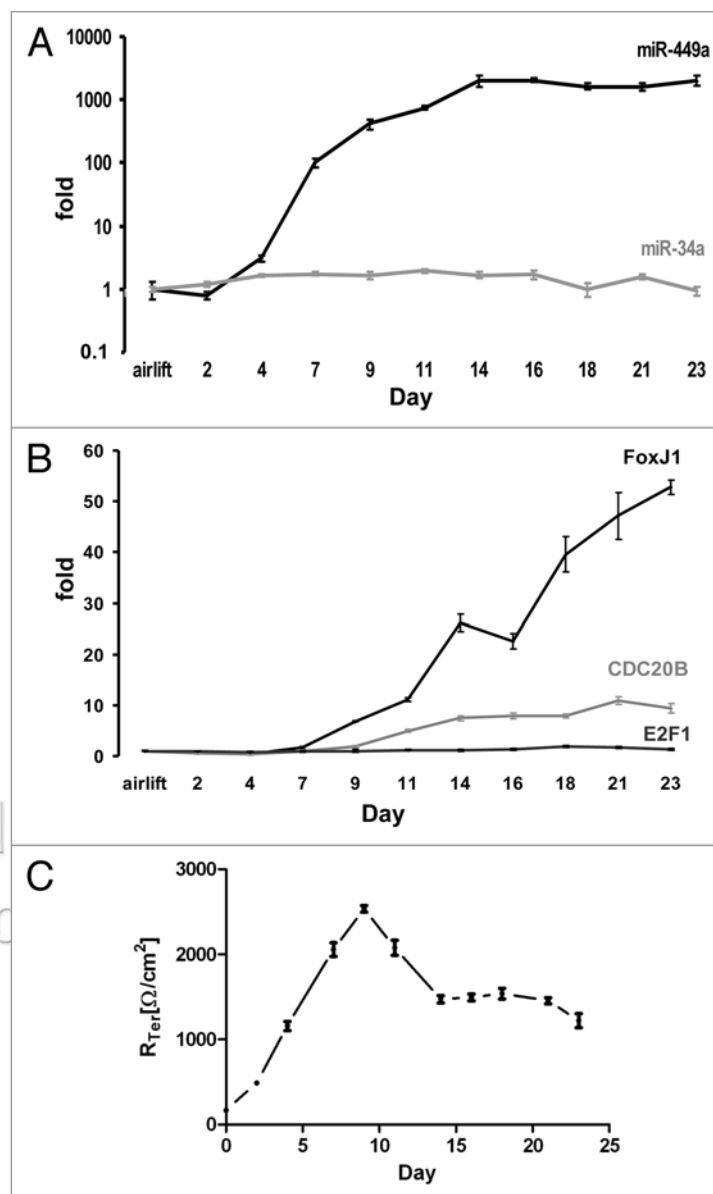 A
10000
1000
100
10
1
0.1
fold
miR-449a
miR-34a
airlift 2 4 7 9 11 14 16 18 21 23
Day
B
60
50
40
30
20
10
0
fold
FoxJ1
CDC20B
E2F1
airlift 2 4 7 9 11 14 16 18 21 23
Day
C
3000
2000
1000
0
R_Ter[Ω/cm²]
0 5 10 15 20 25
Day